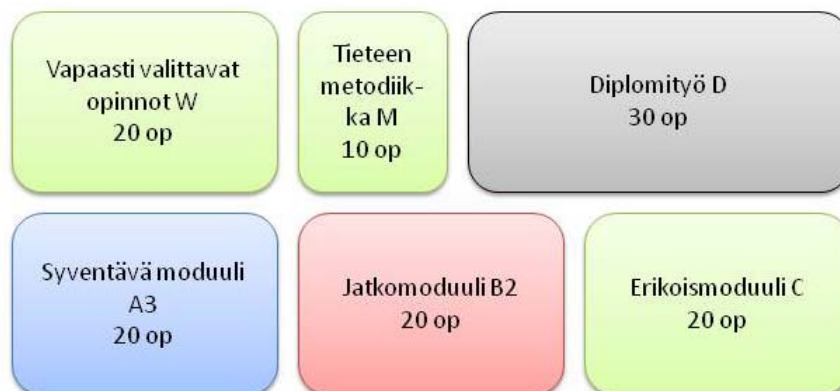 Vapaasti valittavat
opinnot W
20 op
Tieteen
metodiik-
ka M
10 op
Diplomityö D
30 op
Syventävä moduuli
A3
20 op
Jatkomoduuli B2
20 op
Erikoismoduuli C
20 op